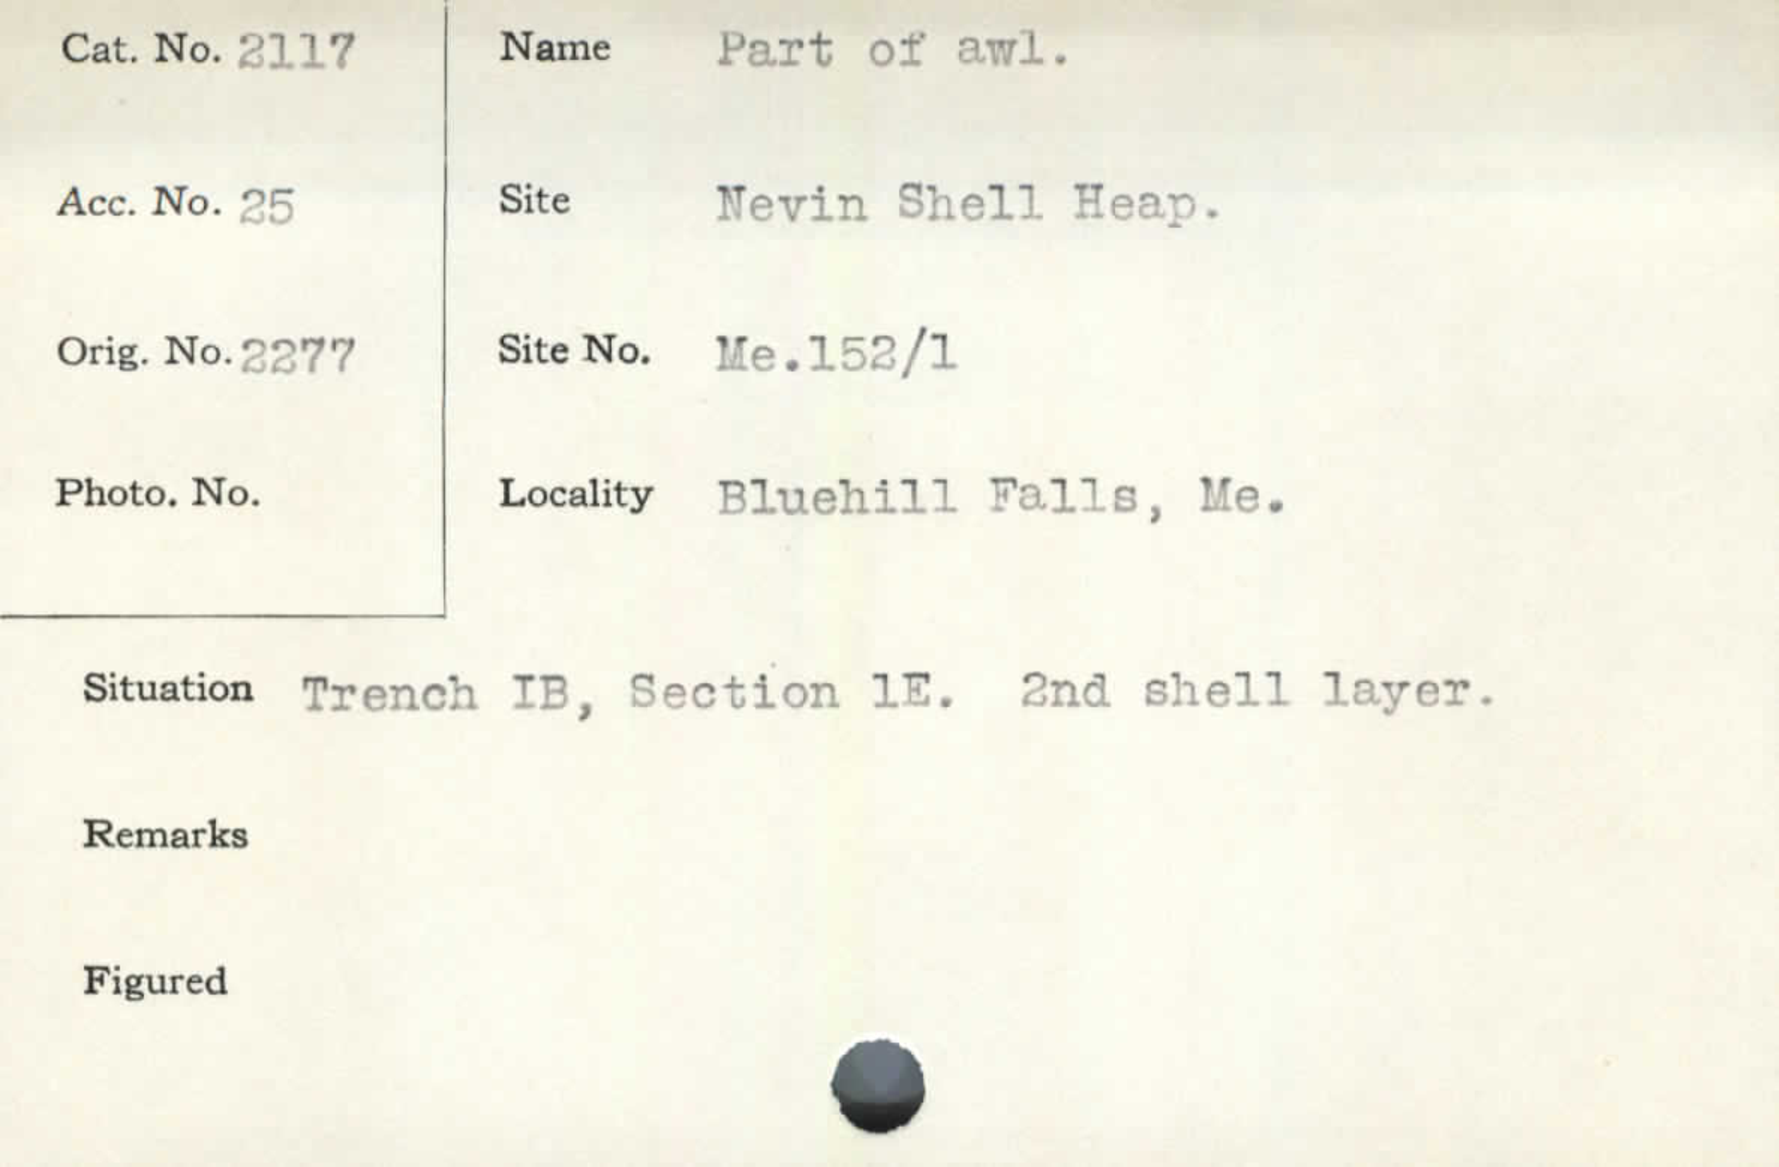 Cat. No. 2117
Name Part of awl.
Acc. No. 25
Site Nevin Shell Heap.
Orig. No. 2277
Site No. Me.152/1
Photo. No.
Locality Bluehill Falls, Me.
Situation Trench IB, Section 1E. 2nd shell layer.
Remarks
Figured